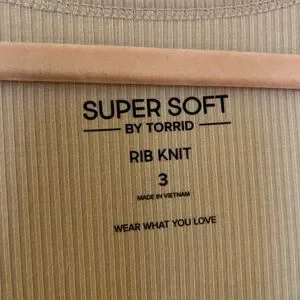 SUPER SOFT
BY TORRID
RIB KNIT
3
MADE IN VIETNAM
WEAR WHAT YOU LOVE